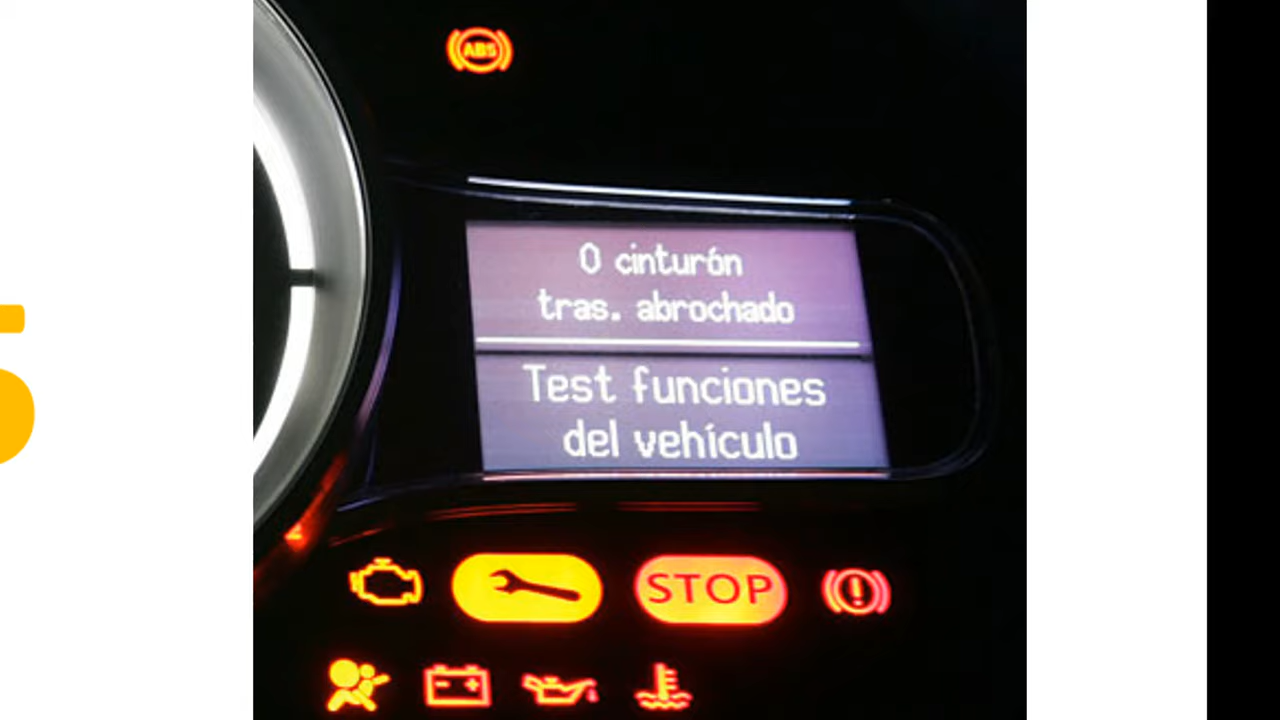 ABS
0 cinturón
tras. abrochado
Test funciones
del vehículo
STOP